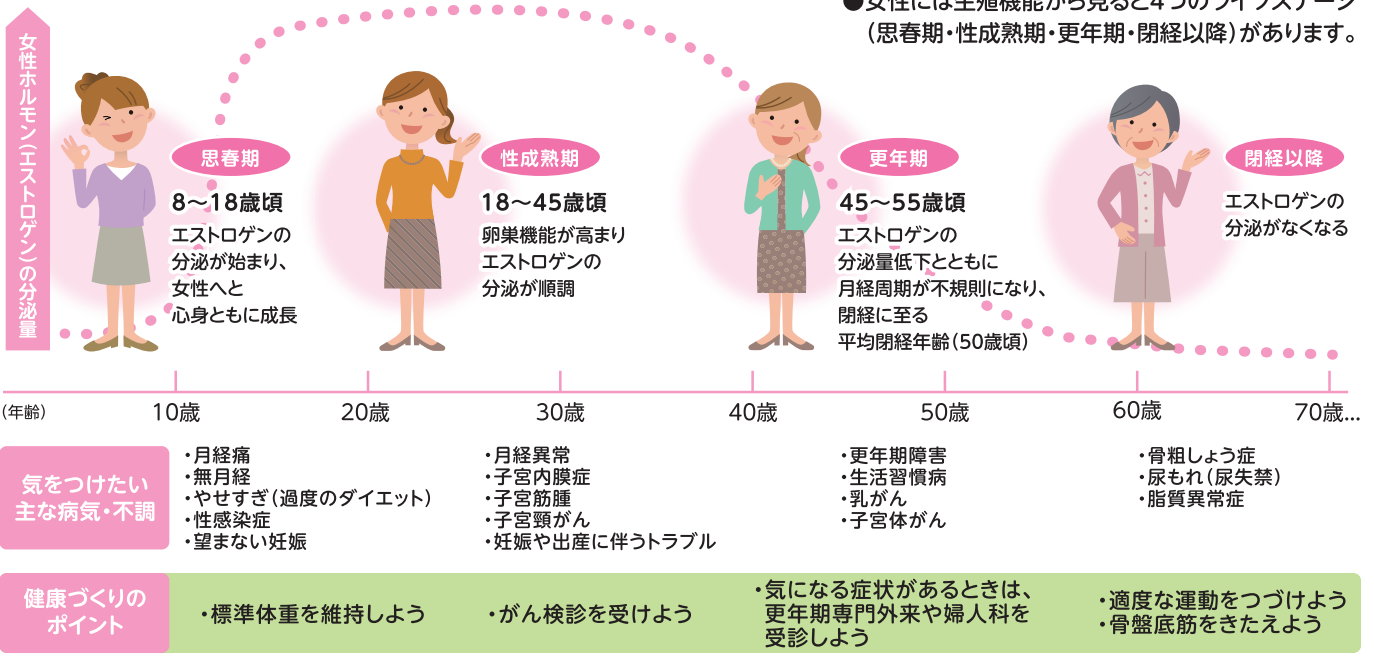 ●女性には生殖機能から見ると4つのライフステージ
（思春期・性成熟期・更年期・閉経以降）があります。
女性ホルモン（エストロゲン）の分泌量
思春期
8〜18歳頃
エストロゲンの
分泌が始まり、
女性へと
心身ともに成長
性成熟期
18〜45歳頃
卵巣機能が高まり
エストロゲンの
分泌が順調
更年期
45〜55歳頃
エストロゲンの
分泌量低下とともに
月経周期が不規則になり、
閉経に至る
平均閉経年齢（50歳頃）
閉経以降
エストロゲンの
分泌がなくなる
（年齢） 10歳 20歳 30歳 40歳 50歳 60歳 70歳...
気をつけたい
主な病気・不調
・月経痛
・無月経
・やせすぎ（過度のダイエット）
・性感染症
・望まない妊娠
・月経異常
・子宮内膜症
・子宮筋腫
・子宮頸がん
・妊娠や出産に伴うトラブル
・更年期障害
・生活習慣病
・乳がん
・子宮体がん
・骨粗しょう症
・尿もれ（尿失禁）
・脂質異常症
健康づくりの
ポイント
・標準体重を維持しよう
・がん検診を受けよう
・気になる症状があるときは、
更年期専門外来や婦人科を
受診しよう
・適度な運動をつづけよう
・骨盤底筋をきたえよう